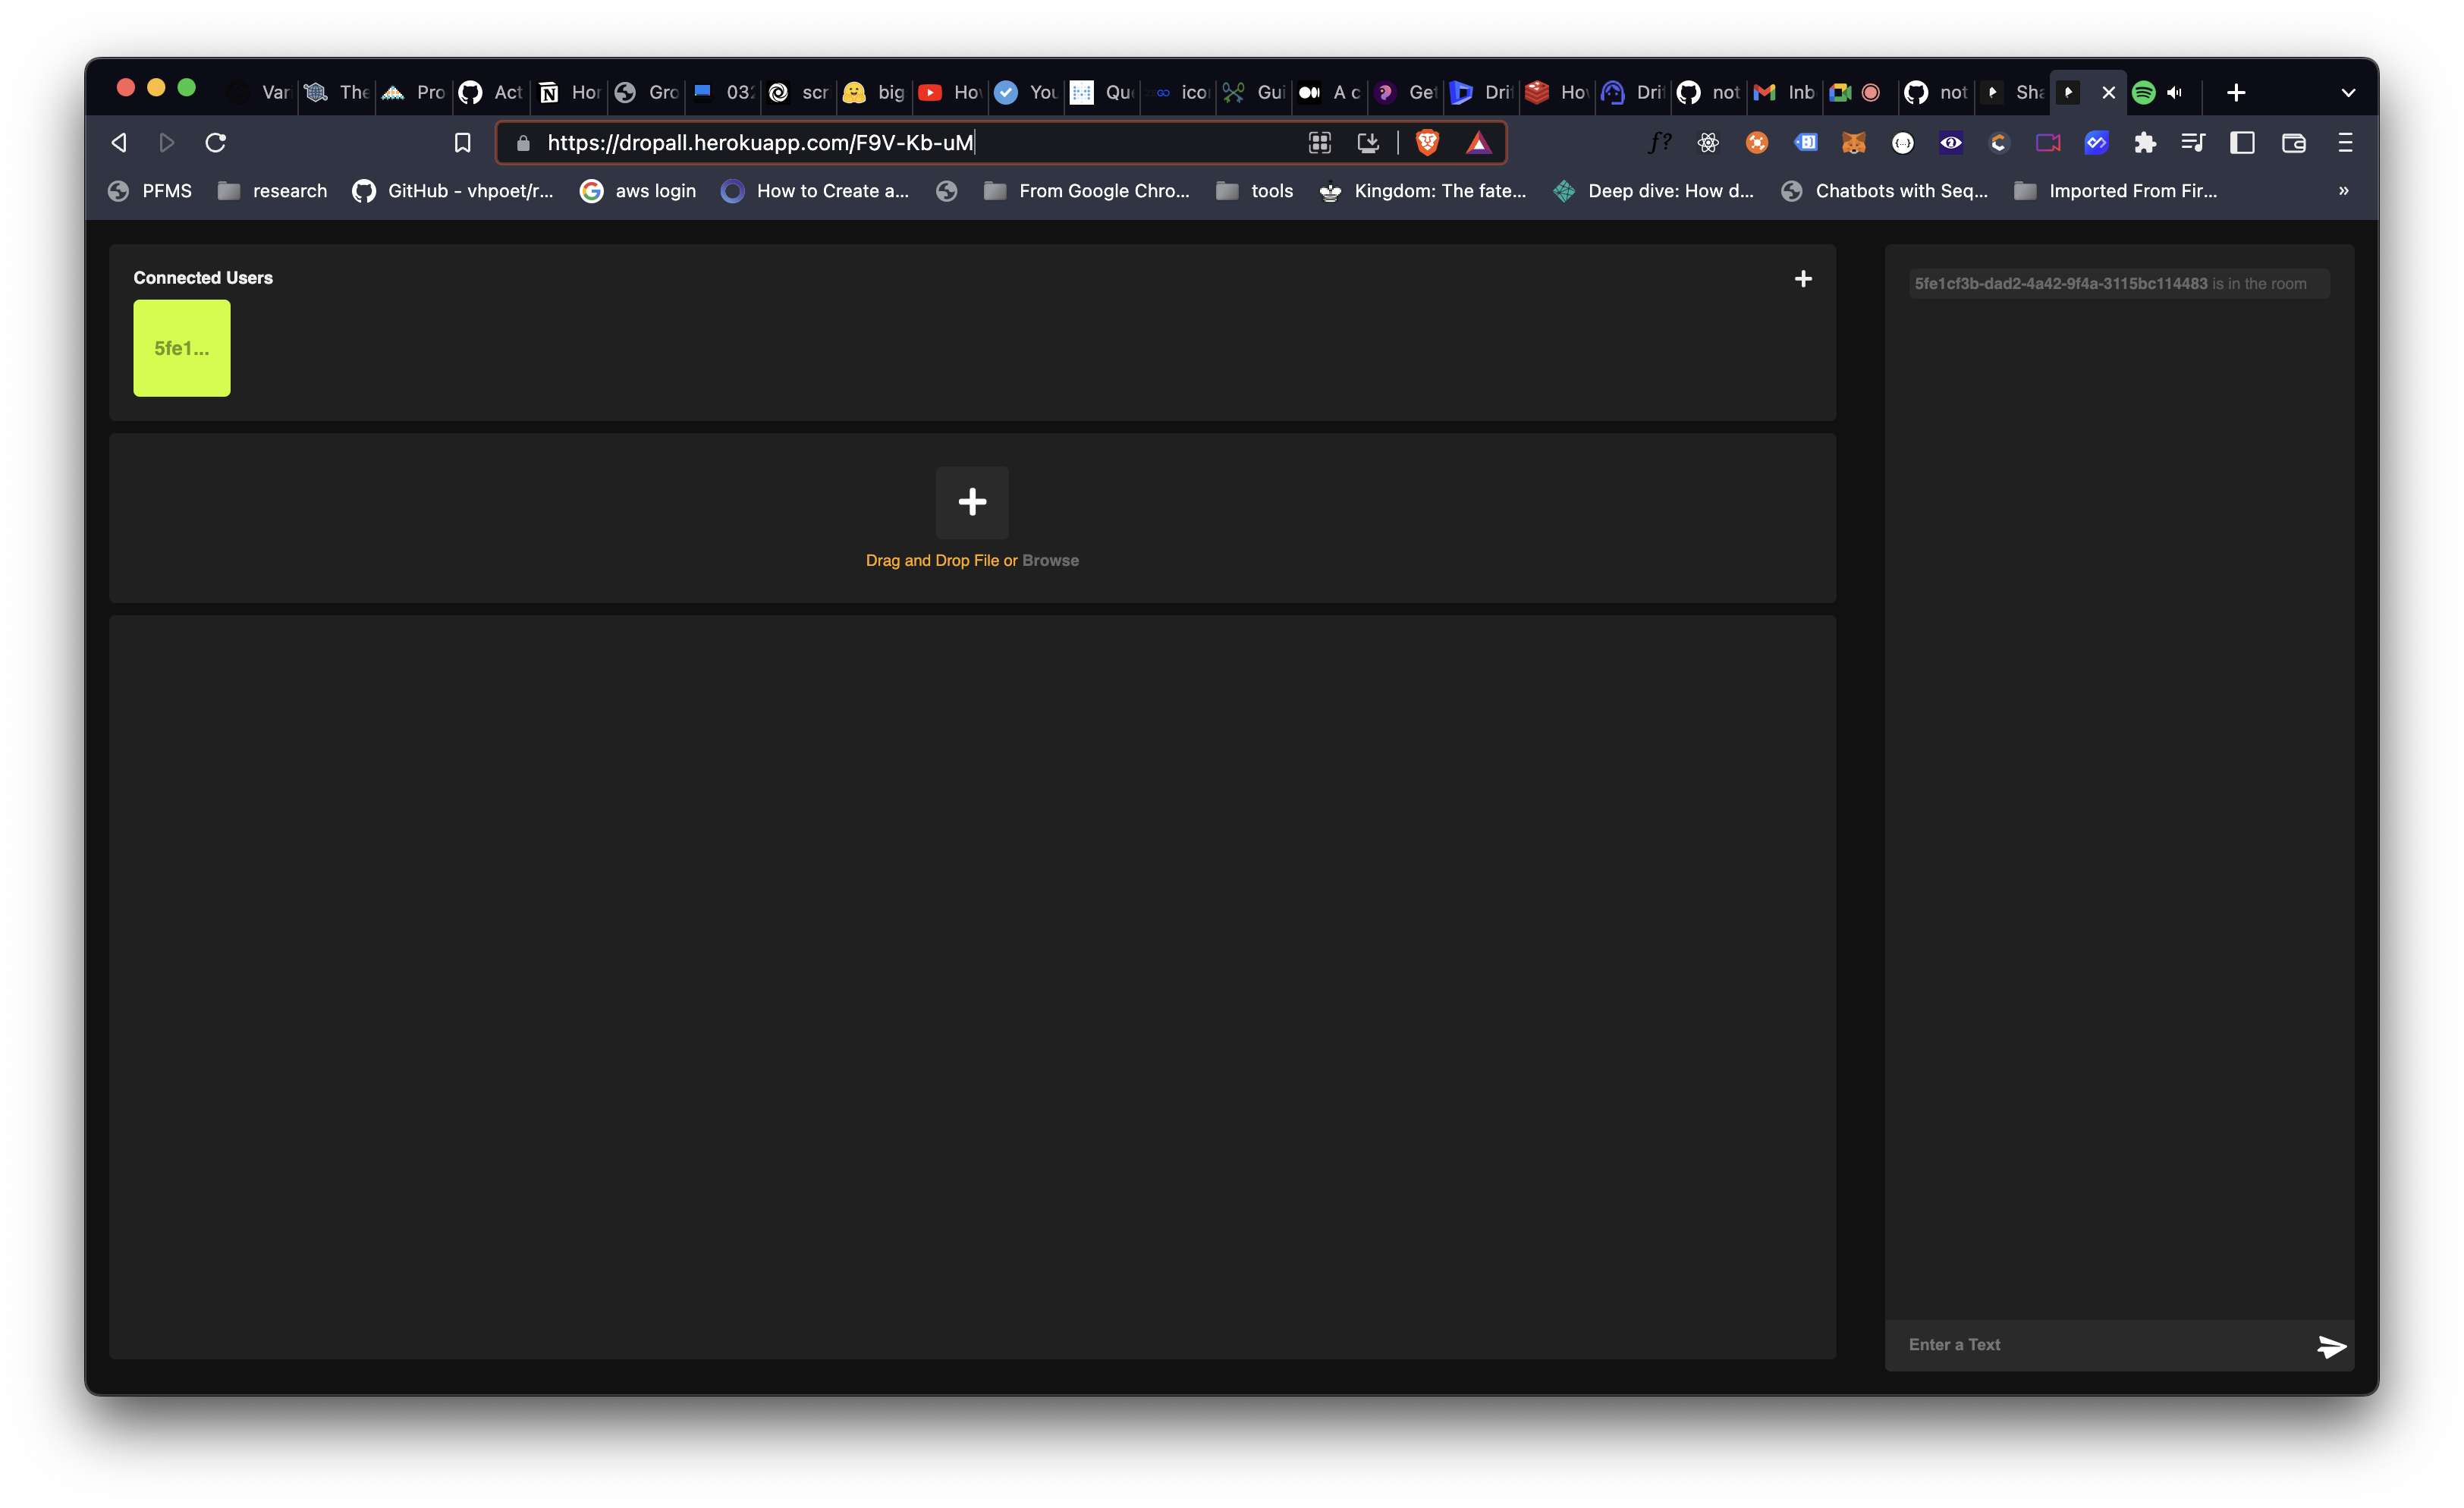 Var The Pro Act Hor Gro 03: scr big Ho You Qu ico Gui A c Get Dri Ho Dri not Inb not Sha
https://dropall.herokuapp.com/F9V-Kb-uM
PFMS research GitHub - vhpoet/r... aws login How to Create a... From Google Chro... tools Kingdom: The fate... Deep dive: How d... Chatbots with Seq... Imported From Fir... »
Connected Users
5fe1...
Drag and Drop File or Browse
5fe1cf3b-dad2-4a42-9f4a-3115bc114483 is in the room
Enter a Text